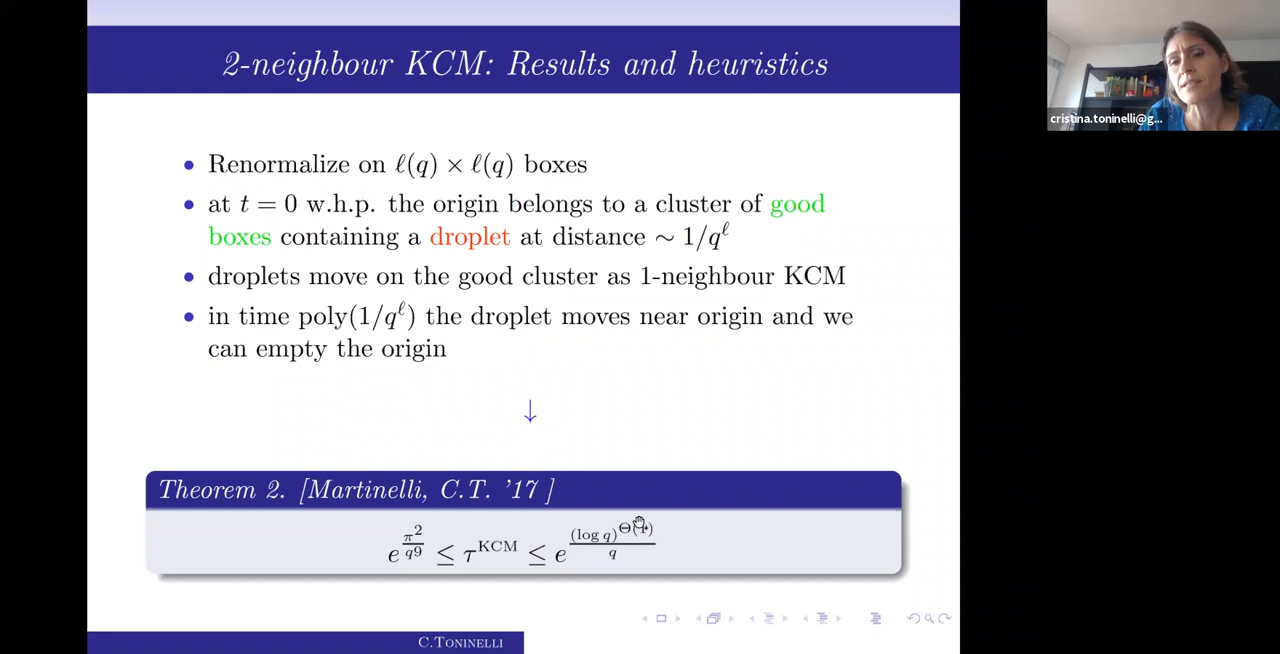 2-neighbour KCM: Results and heuristics
cristina.toninelli@g...
• Renormalize on ℓ(q) × ℓ(q) boxes
• at t = 0 w.h.p. the origin belongs to a cluster of good
boxes containing a droplet at distance ∼ 1/q^ℓ
• droplets move on the good cluster as 1-neighbour KCM
• in time poly(1/q^ℓ) the droplet moves near origin and we
can empty the origin
↓
Theorem 2. [Martinelli, C.T. '17 ]
e^{π^2/q9} ≤ τ^{KCM} ≤ e^{(log q)^{Θ(1)}/q}
C.Toninelli